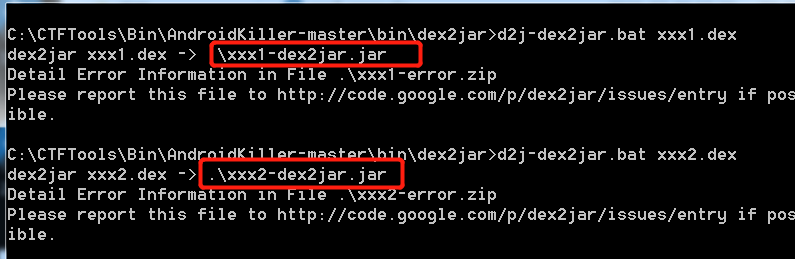 C:\CTFTools\Bin\AndroidKiller-master\bin\dex2jar>d2j-dex2jar.bat xxx1.dex
dex2jar xxx1.dex -> \xxx1-dex2jar.jar
Detail Error Information in File .\xxx1-error.zip
Please report this file to http://code.google.com/p/dex2jar/issues/entry if pos
ible.
C:\CTFTools\Bin\AndroidKiller-master\bin\dex2jar>d2j-dex2jar.bat xxx2.dex
dex2jar xxx2.dex -> .\xxx2-dex2jar.jar
Detail Error Information in File .\xxx2-error.zip
Please report this file to http://code.google.com/p/dex2jar/issues/entry if pos
ible.